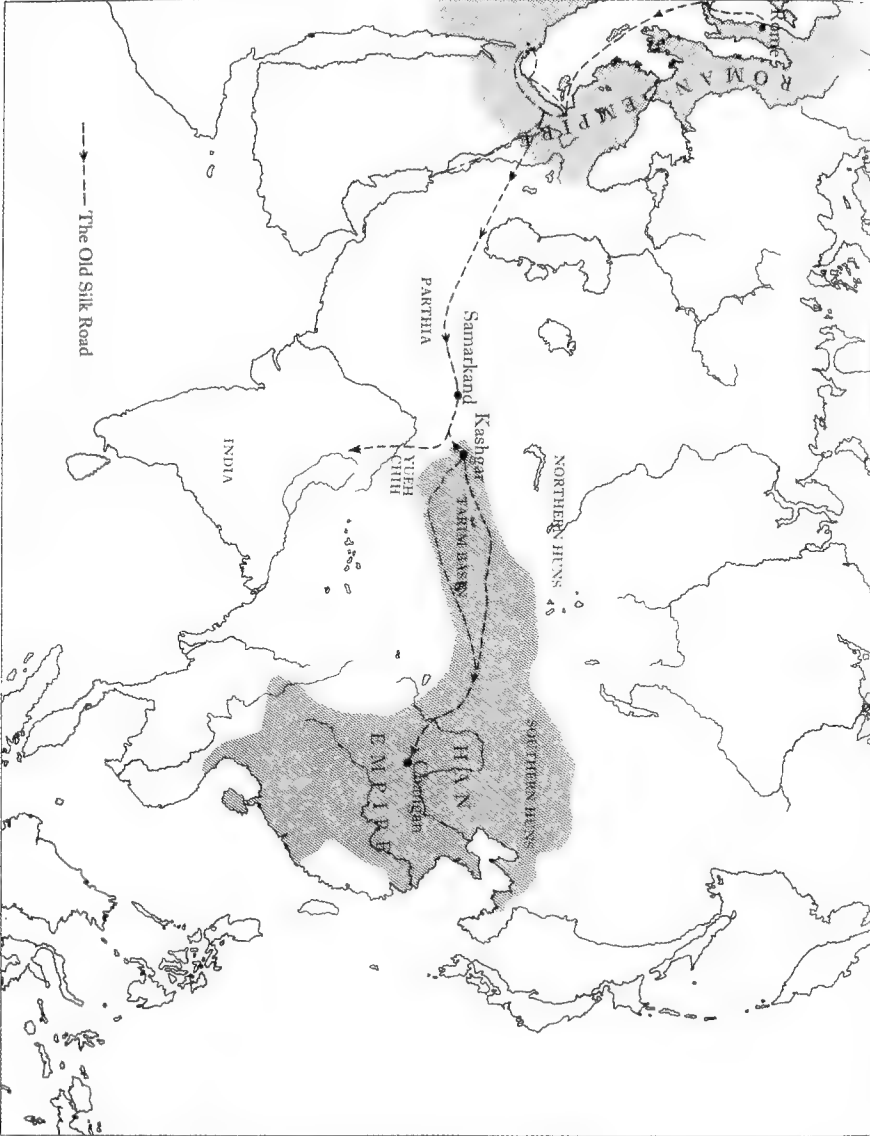 Rome
ROMAN EMPIRE
PARTHIA
Samarkand
Kashgar
TARIM BASIN
NORTHERN HUNS
SOUTHERN HUNS
YUEH
CHIH
INDIA
HAN
EMPIRE
Changan
The Old Silk Road